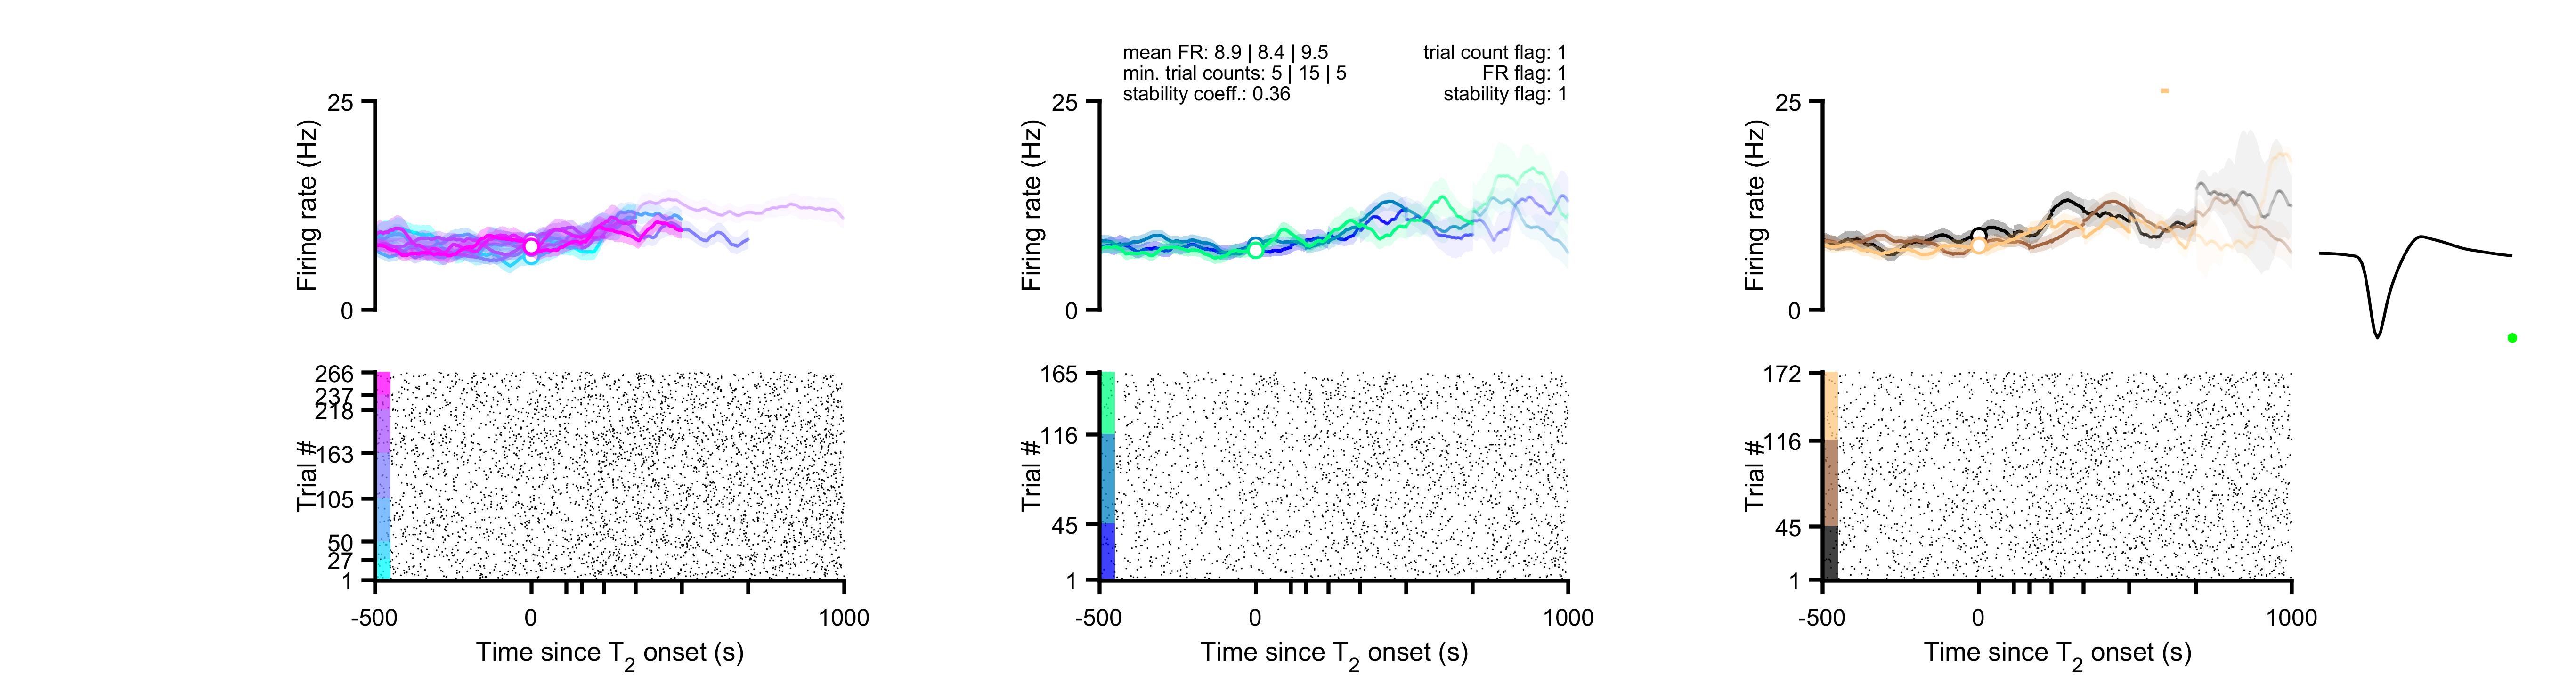 mean FR: 8.9 | 8.4 | 9.5
min. trial counts: 5 | 15 | 5
stability coeff.: 0.36
trial count flag: 1
FR flag: 1
stability flag: 1
25
Firing rate (Hz)
0
25
Firing rate (Hz)
0
25
Firing rate (Hz)
0
266
237
218
163
105
50
27
1
Trial #
-500
0
1000
Time since T2 onset (s)
165
116
45
1
Trial #
-500
0
1000
Time since T2 onset (s)
172
116
45
1
Trial #
-500
0
1000
Time since T2 onset (s)